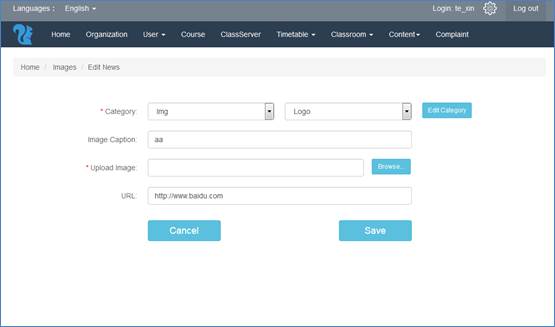 Languages : English Login: te_xin Log out
Home Organization User Course ClassServer Timetable Classroom Content Complaint
Home / Images / Edit News
* Category: Img Logo Edit Category
Image Caption: aa
* Upload Image: Browse...
URL: http://www.baidu.com
Cancel Save